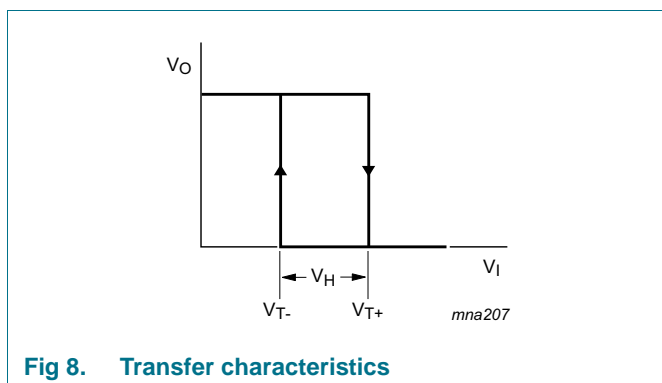 VO
VH
VI
VT-
VT+
mna207
Fig 8. Transfer characteristics